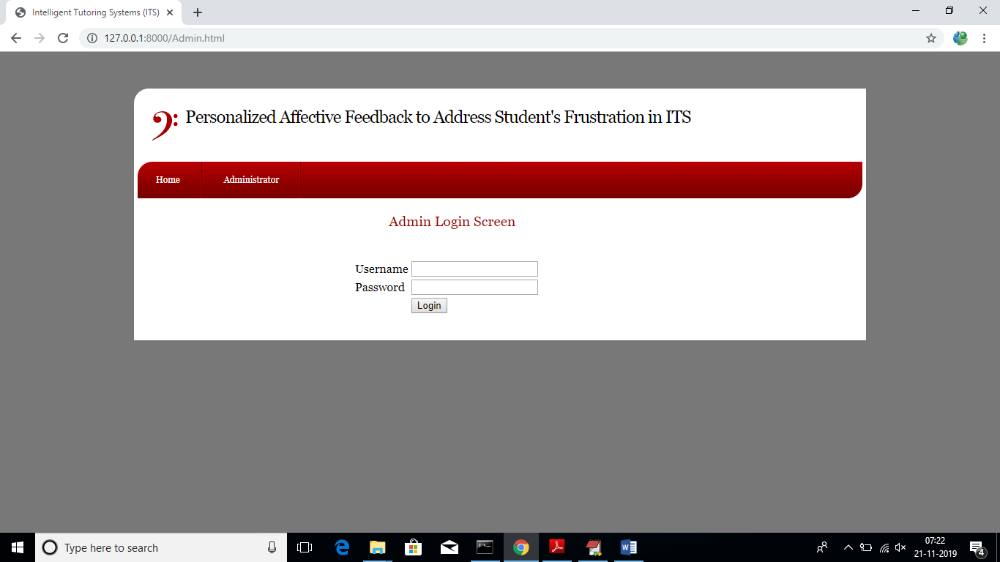 Intelligent Tutoring Systems (ITS)
127.0.0.1:8000/Admin.html
Personalized Affective Feedback to Address Student's Frustration in ITS
Home Administrator
Admin Login Screen
Username
Password
Login
Type here to search
07:22
21-11-2019
4